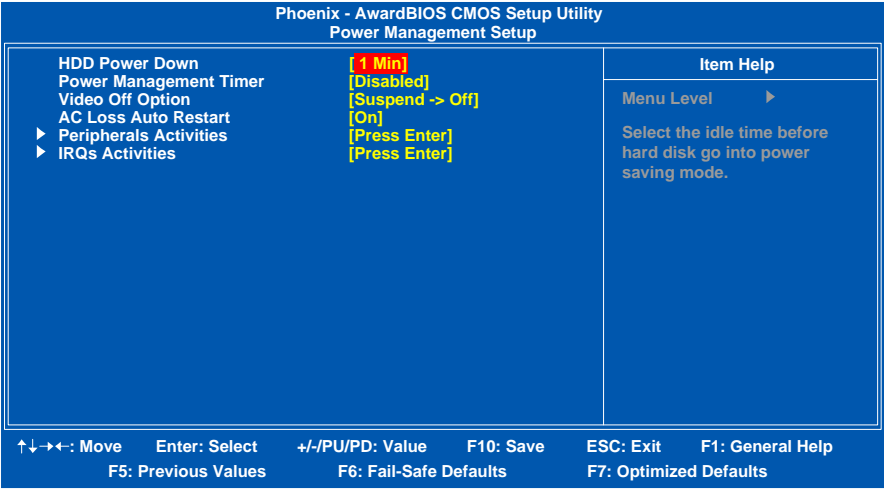 Phoenix - AwardBIOS CMOS Setup Utility
Power Management Setup
HDD Power Down [ 1 Min]
Power Management Timer [Disabled]
Video Off Option [Suspend -> Off]
AC Loss Auto Restart [On]
Peripherals Activities [Press Enter]
IRQs Activities [Press Enter]
Item Help
Menu Level
Select the idle time before
hard disk go into power
saving mode.
↑↓→←: Move Enter: Select +/-/PU/PD: Value F10: Save ESC: Exit F1: General Help
F5: Previous Values F6: Fail-Safe Defaults F7: Optimized Defaults